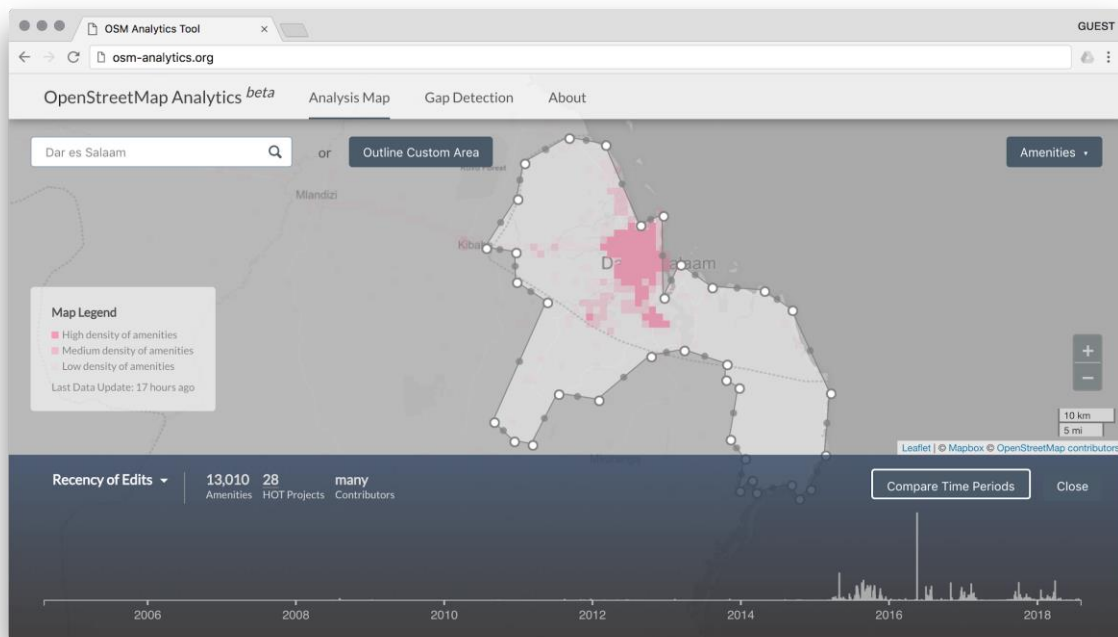 OSM Analytics Tool
GUEST
osm-analytics.org
OpenStreetMap Analytics beta
Analysis Map
Gap Detection
About
Dar es Salaam
or
Outline Custom Area
Amenities
Mlandizi
Map Legend
High density of amenities
Medium density of amenities
Low density of amenities
Last Data Update: 17 hours ago
+
−
10 km
5 mi
Leaflet | © Mapbox © OpenStreetMap contributors
Recency of Edits
13,010
Amenities
28
HOT Projects
many
Contributors
Compare Time Periods
Close
2006
2008
2010
2012
2014
2016
2018